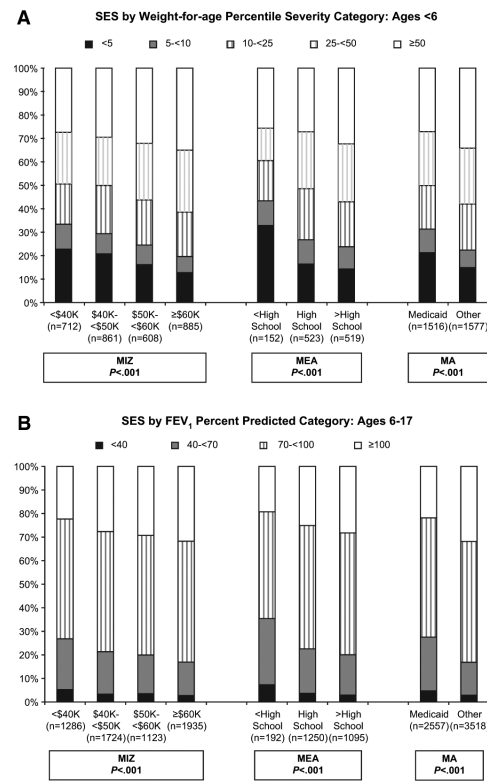 A
SES by Weight-for-age Percentile Severity Category: Ages <6
<5 5-<10 10-<25 25-<50 ≥50
100%
90%
80%
70%
60%
50%
40%
30%
20%
10%
0%
<$40K (n=712)
$40K-<$50K (n=861)
$50K-<$60K (n=608)
≥$60K (n=885)
<High School (n=152)
High School (n=523)
>High School (n=519)
Medicaid (n=1516)
Other (n=1577)
MIZ
P<.001
MEA
P<.001
MA
P<.001
B
SES by FEV1 Percent Predicted Category: Ages 6-17
<40 40-<70 70-<100 ≥100
100%
90%
80%
70%
60%
50%
40%
30%
20%
10%
0%
<$40K (n=1286)
$40K-<$50K (n=1724)
$50K-<$60K (n=1123)
≥$60K (n=1935)
<High School (n=192)
High School (n=1250)
>High School (n=1095)
Medicaid (n=2557)
Other (n=3518
MIZ
P<.001
MEA
P<.001
MA
P<.001